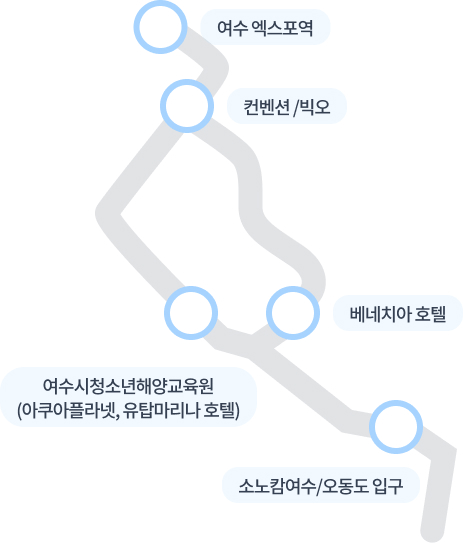 여수 엑스포역
컨벤션 /빅오
베네치아 호텔
여수시청소년해양교육원
(아쿠아플라넷, 유탑마리나 호텔)
소노캄여수/오동도 입구